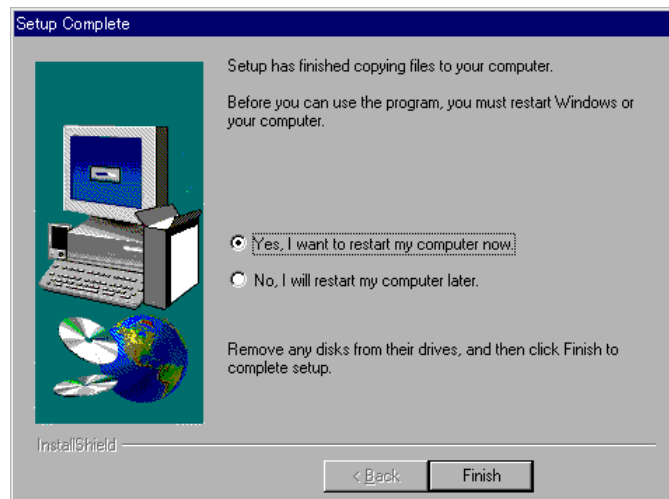 Setup Complete
Setup has finished copying files to your computer.
Before you can use the program, you must restart Windows or
your computer.
Yes, I want to restart my computer now.
No, I will restart my computer later.
Remove any disks from their drives, and then click Finish to
complete setup.
InstallShield
< Back
Finish